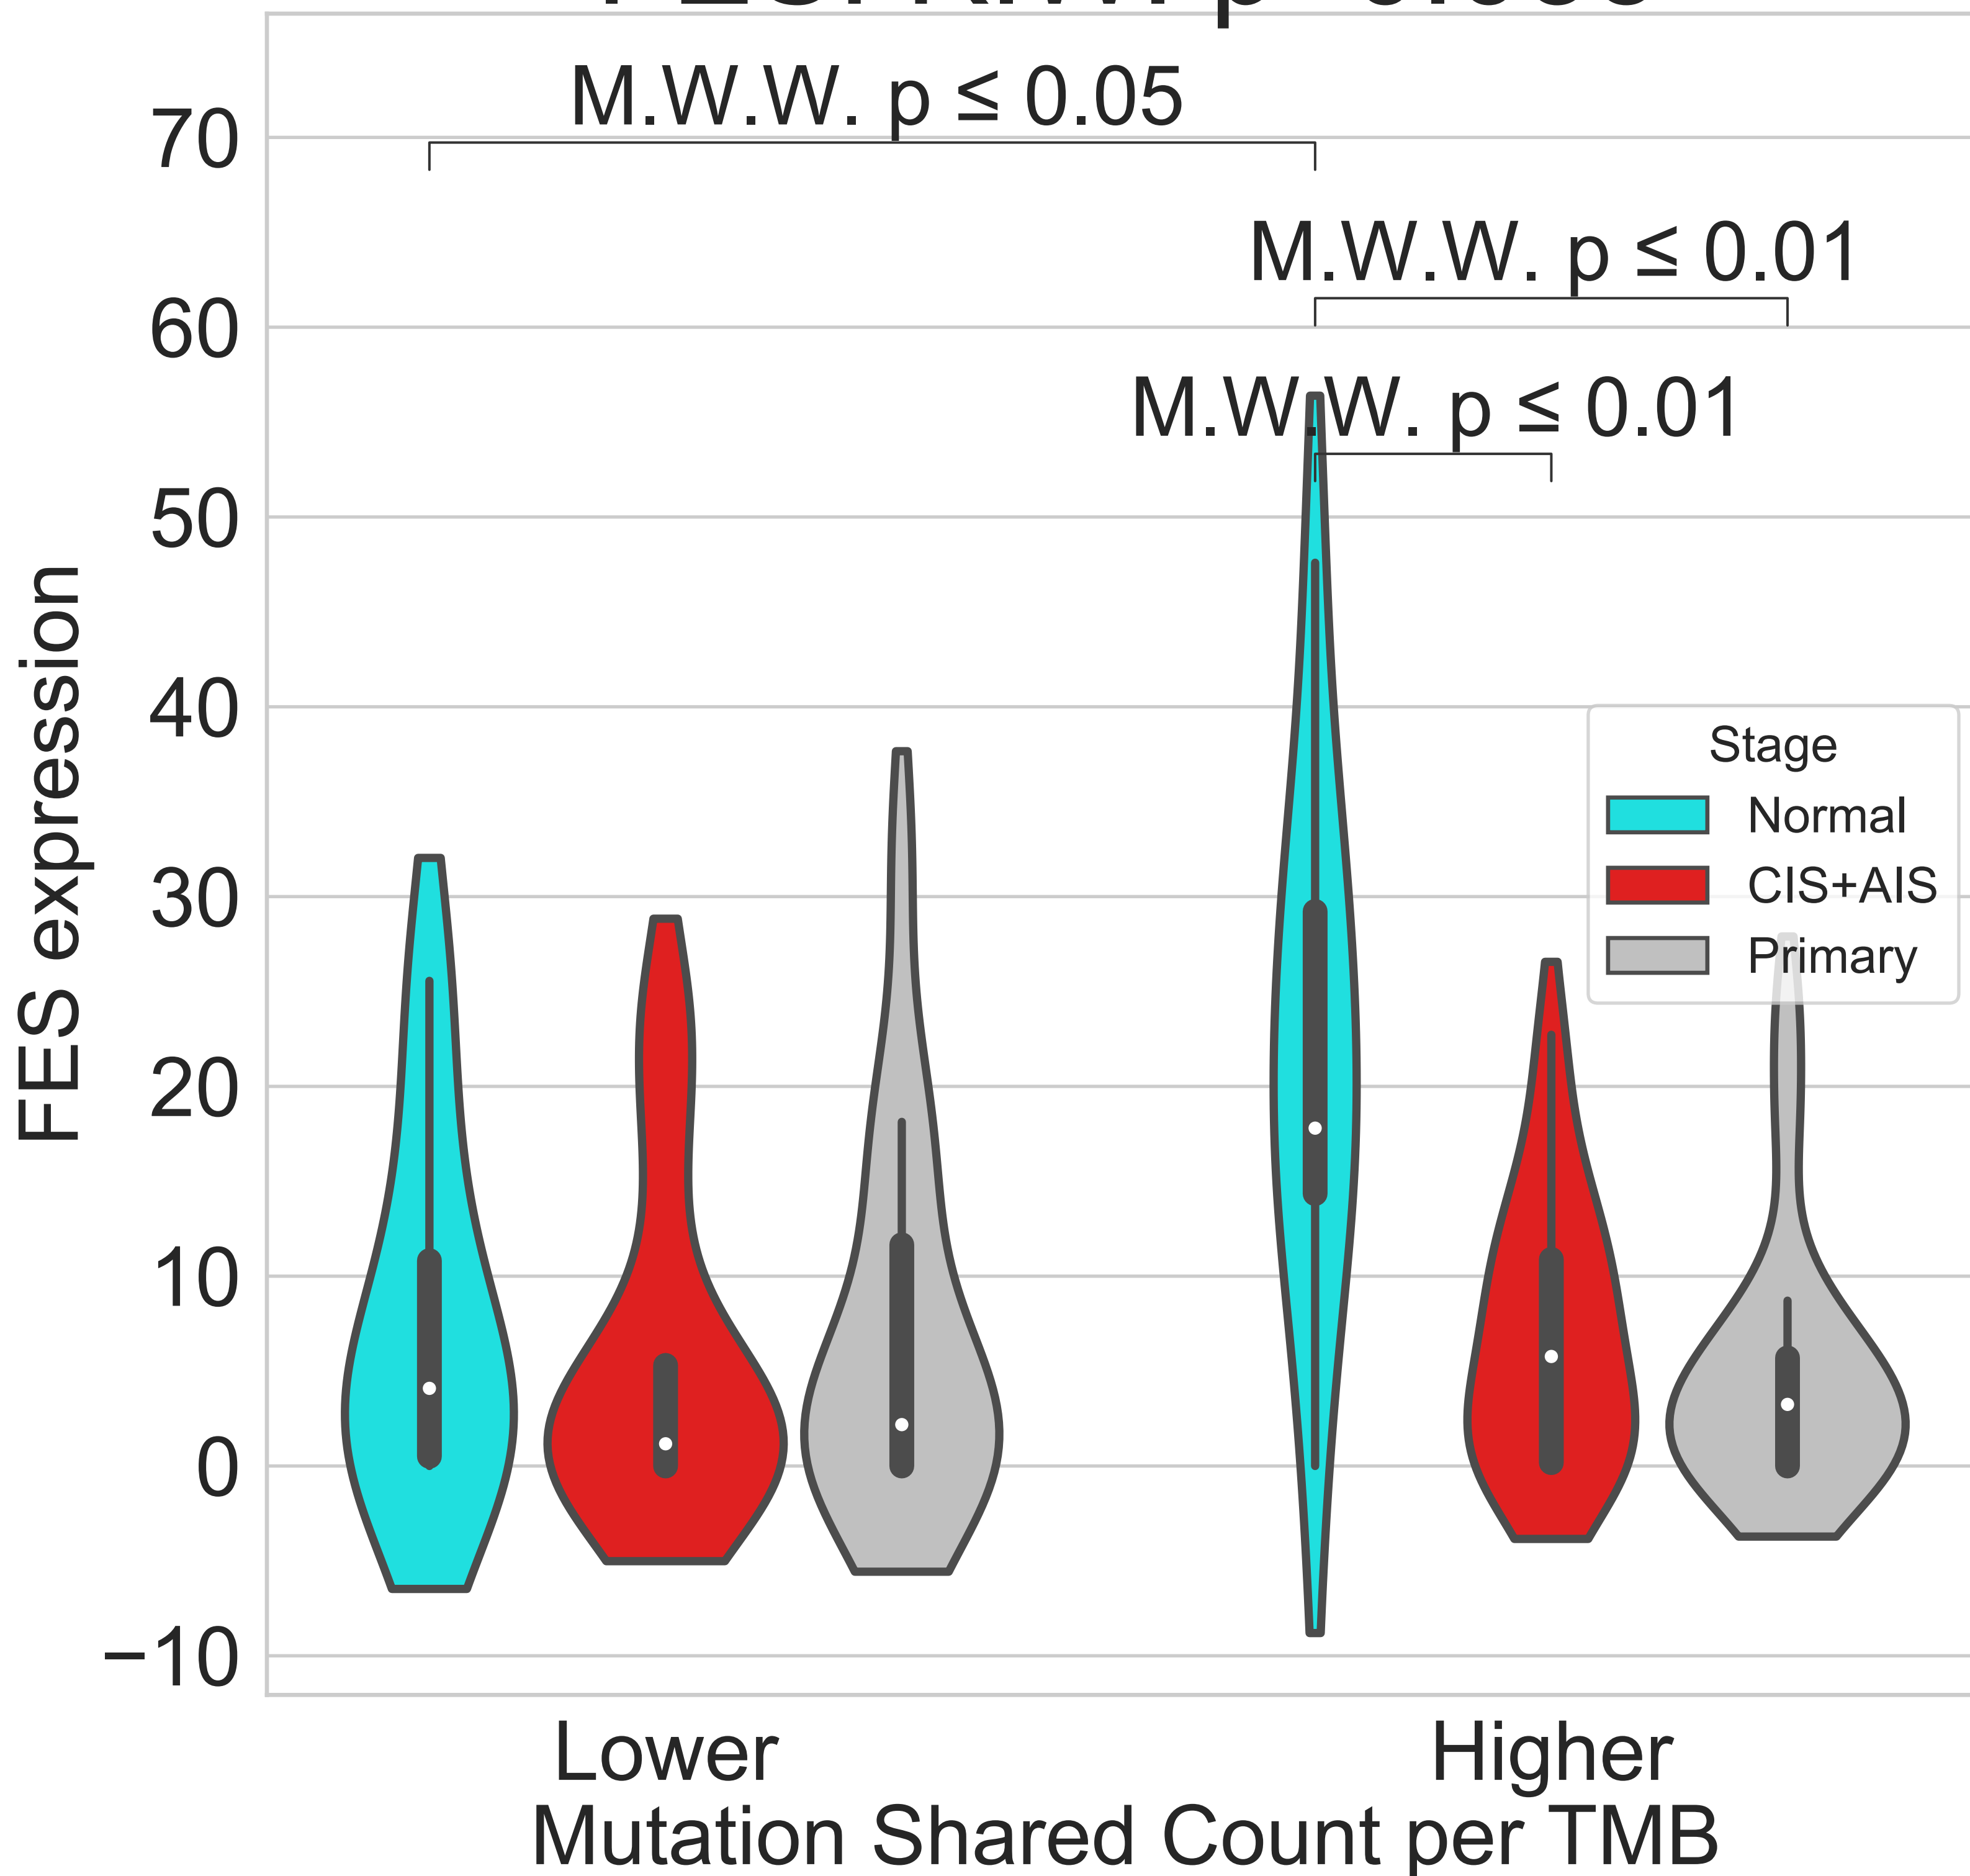 M.W.W. p ≤ 0.05
70
M.W.W. p ≤ 0.01
60
M.W.W. p ≤ 0.01
50
FES expression
40
Stage
Normal
CIS+AIS
Primary
30
20
10
0
−10
Lower
Higher
Mutation Shared Count per TMB